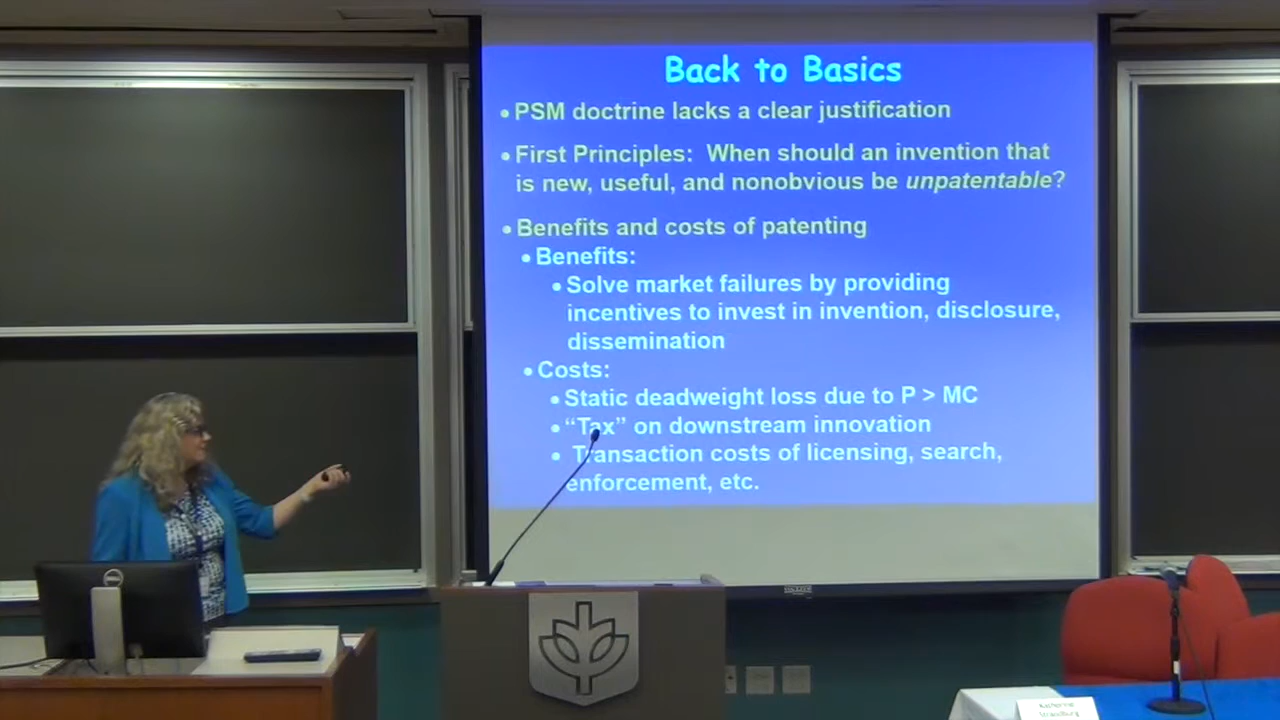 Back to Basics
• PSM doctrine lacks a clear justification
• First Principles: When should an invention that
is new, useful, and nonobvious be unpatentable?
• Benefits and costs of patenting
• Benefits:
• Solve market failures by providing
incentives to invest in invention, disclosure,
dissemination
• Costs:
• Static deadweight loss due to P > MC
• “Tax” on downstream innovation
• Transaction costs of licensing, search,
enforcement, etc.
DELL
Katherine
Strandburg